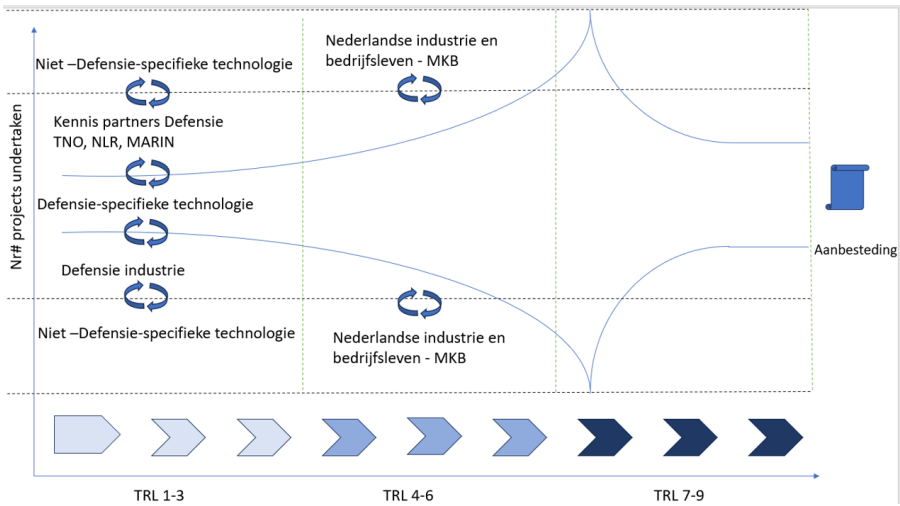 Nr# projects undertaken
Niet –Defensie-specifieke technologie
Kennis partners Defensie
TNO, NLR, MARIN
Defensie-specifieke technologie
Defensie industrie
Niet –Defensie-specifieke technologie
Nederlandse industrie en
bedrijfsleven - MKB
Nederlandse industrie en
bedrijfsleven - MKB
Aanbesteding
TRL 1-3
TRL 4-6
TRL 7-9